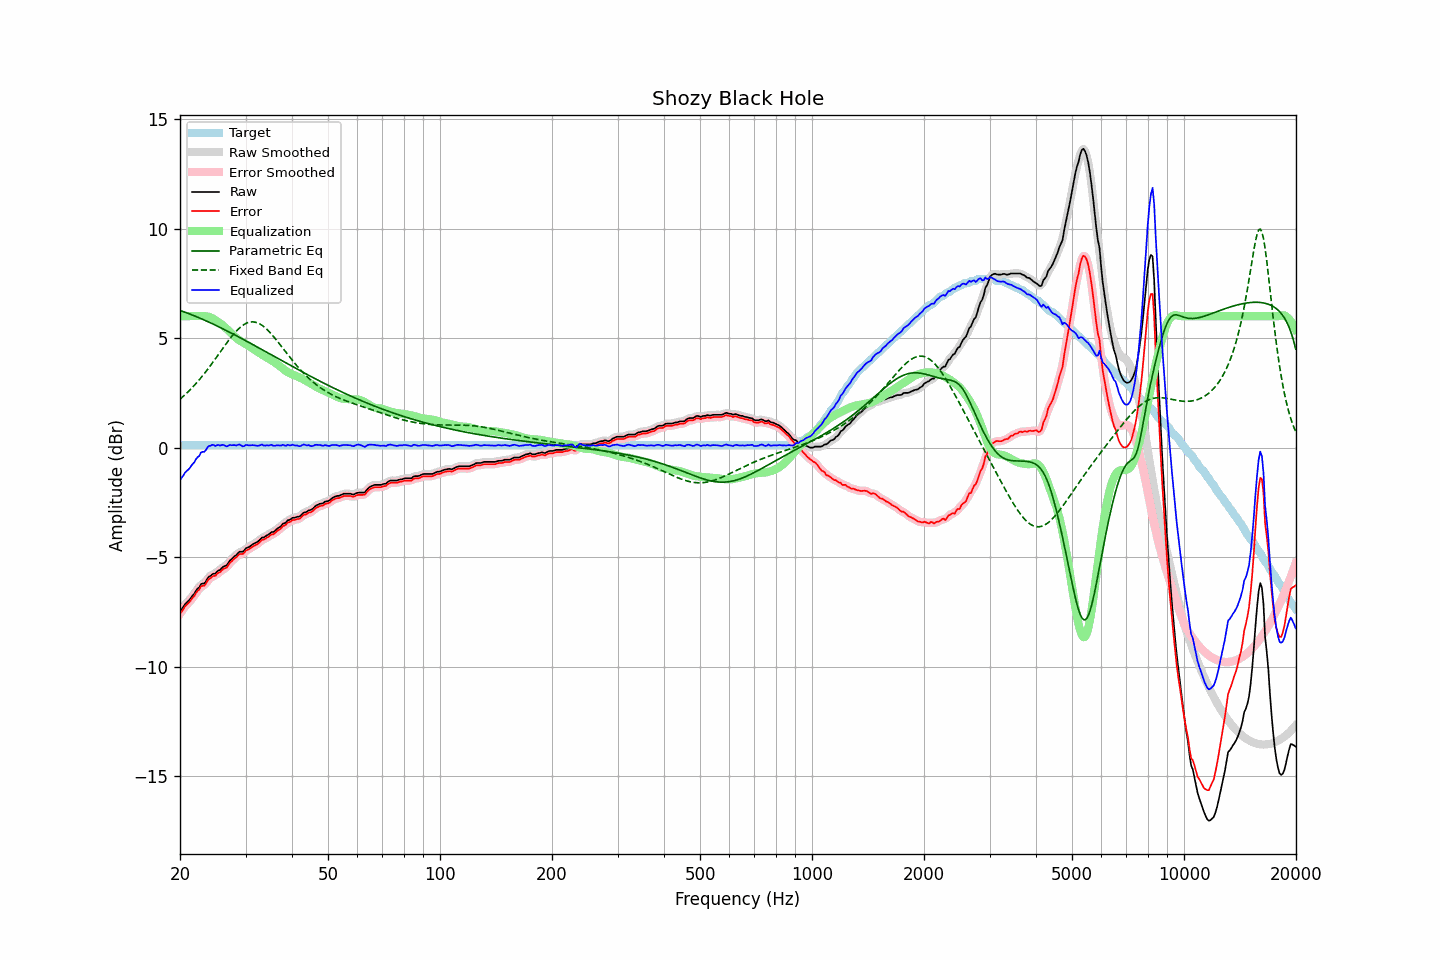 Shozy Black Hole
Target
Raw Smoothed
Error Smoothed
Raw
Error
Equalization
Parametric Eq
Fixed Band Eq
Equalized
Amplitude (dBr)
15
10
5
0
−5
−10
−15
20
50
100
200
500
1000
2000
5000
10000
20000
Frequency (Hz)